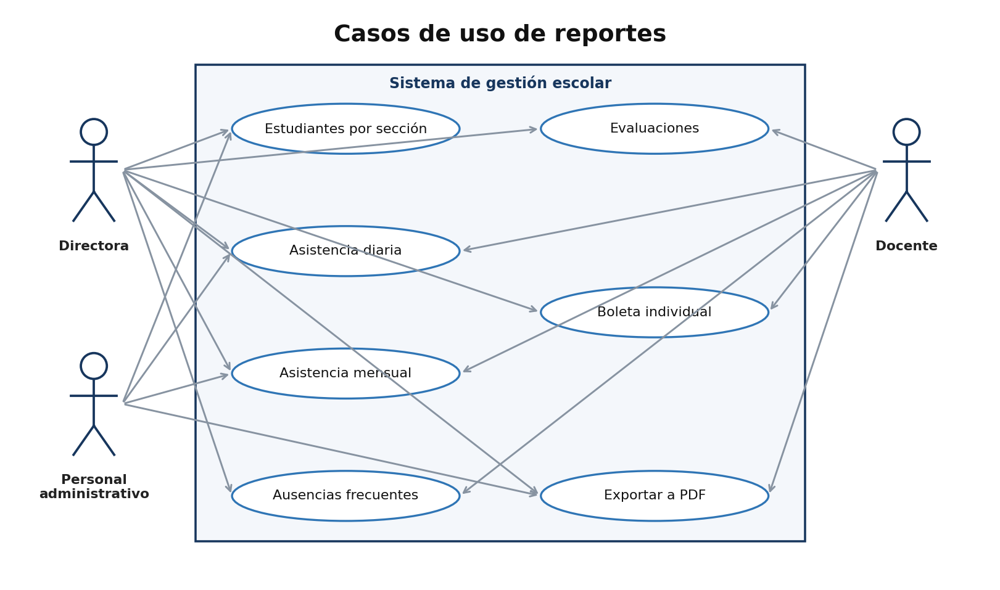 Casos de uso de reportes
Sistema de gestión escolar
Estudiantes por sección
Evaluaciones
Directora
Docente
Asistencia diaria
Boleta individual
Asistencia mensual
Personal
administrativo
Ausencias frecuentes
Exportar a PDF